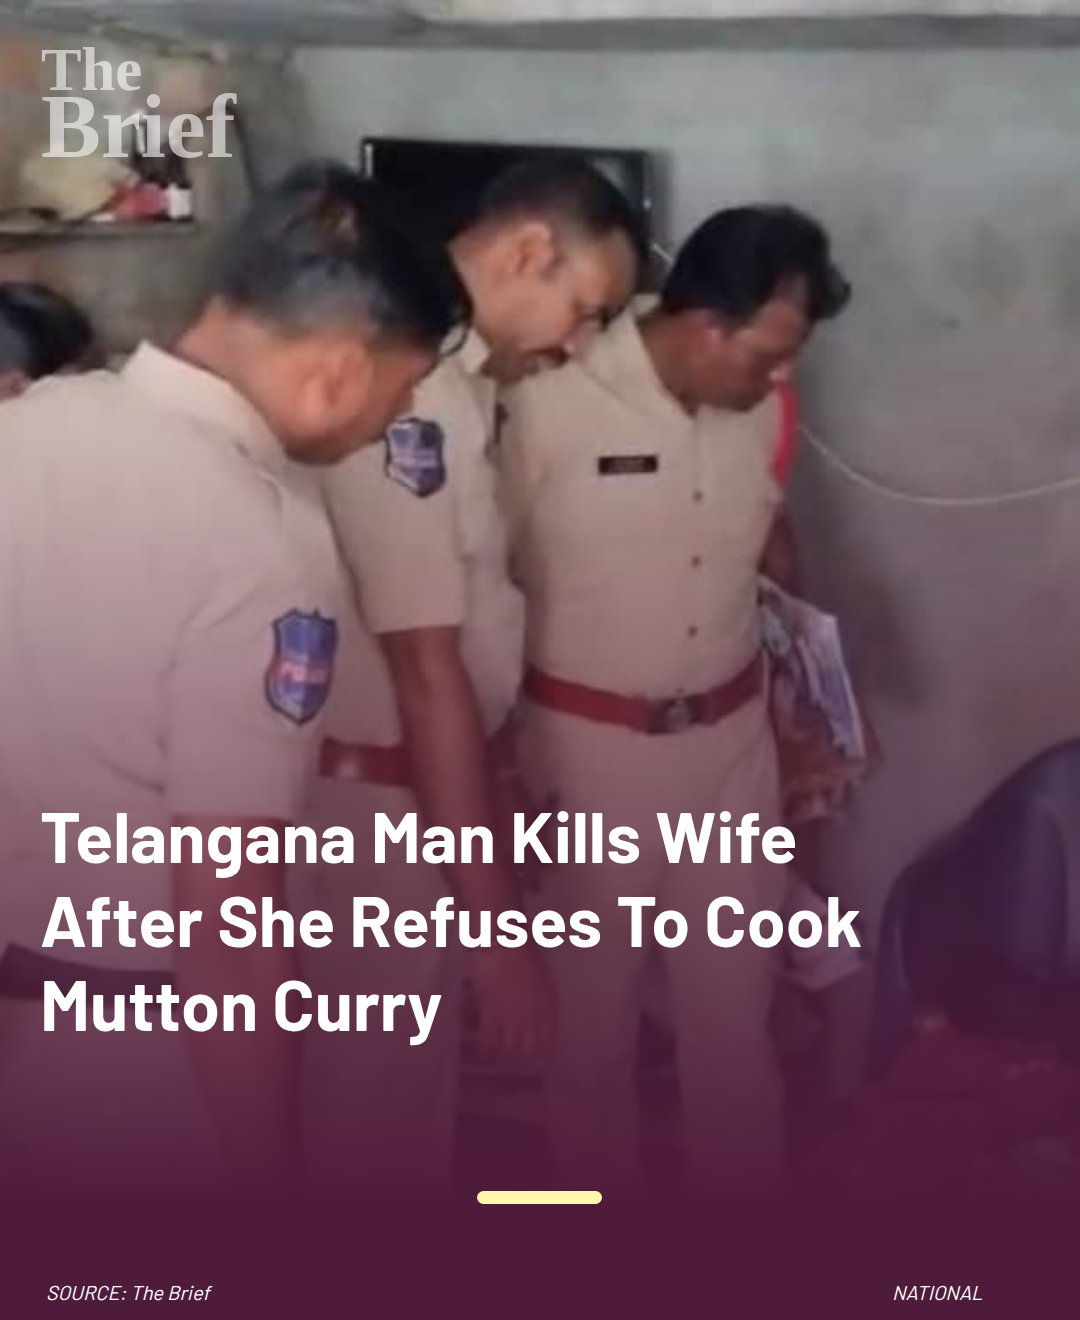 The
Brief
Telangana Man Kills Wife
After She Refuses To Cook
Mutton Curry
SOURCE: The Brief
NATIONAL